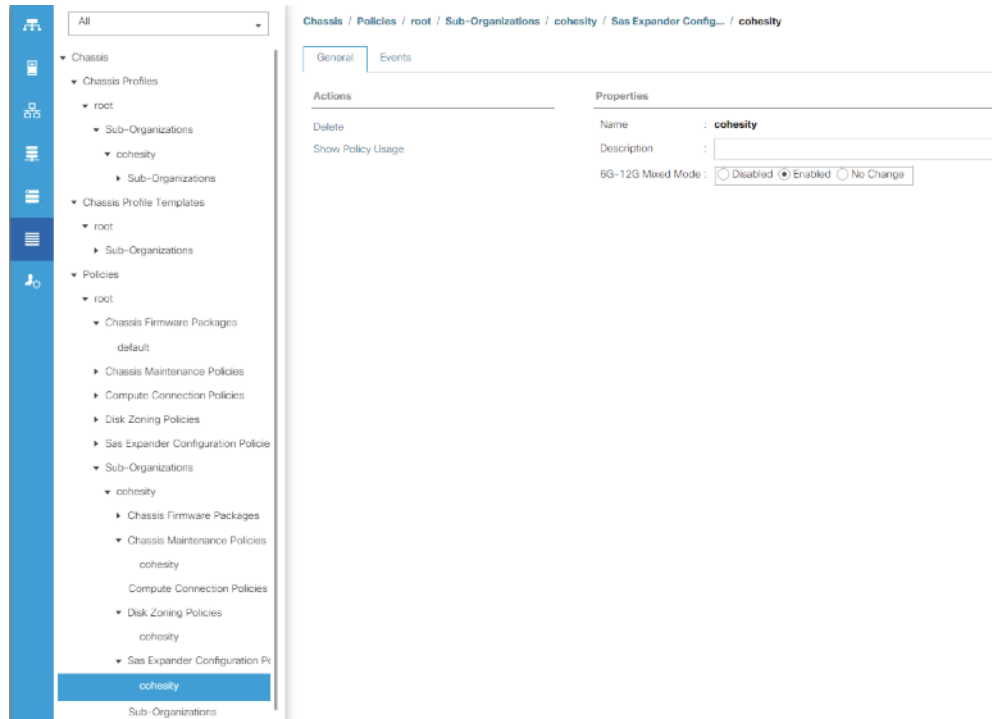 All
Chassis
Chassis Profiles
root
Sub-Organizations
cohesity
Sub-Organizations
Chassis Profile Templates
root
Sub-Organizations
Policies
root
Chassis Firmware Packages
default
Chassis Maintenance Policies
Compute Connection Policies
Disk Zoning Policies
Sas Expander Configuration Policie
Sub-Organizations
cohesity
Chassis Firmware Packages
Chassis Maintenance Policies
cohesity
Compute Connection Policies
Disk Zoning Policies
cohesity
Sas Expander Configuration Po
cohesity
Sub-Organizations
Chassis / Policies / root / Sub-Organizations / cohesity / Sas Expander Config... / cohesity
General Events
Actions
Delete
Show Policy Usage
Properties
Name : cohesity
Description :
6G-12G Mixed Mode : Disabled Enabled No Change